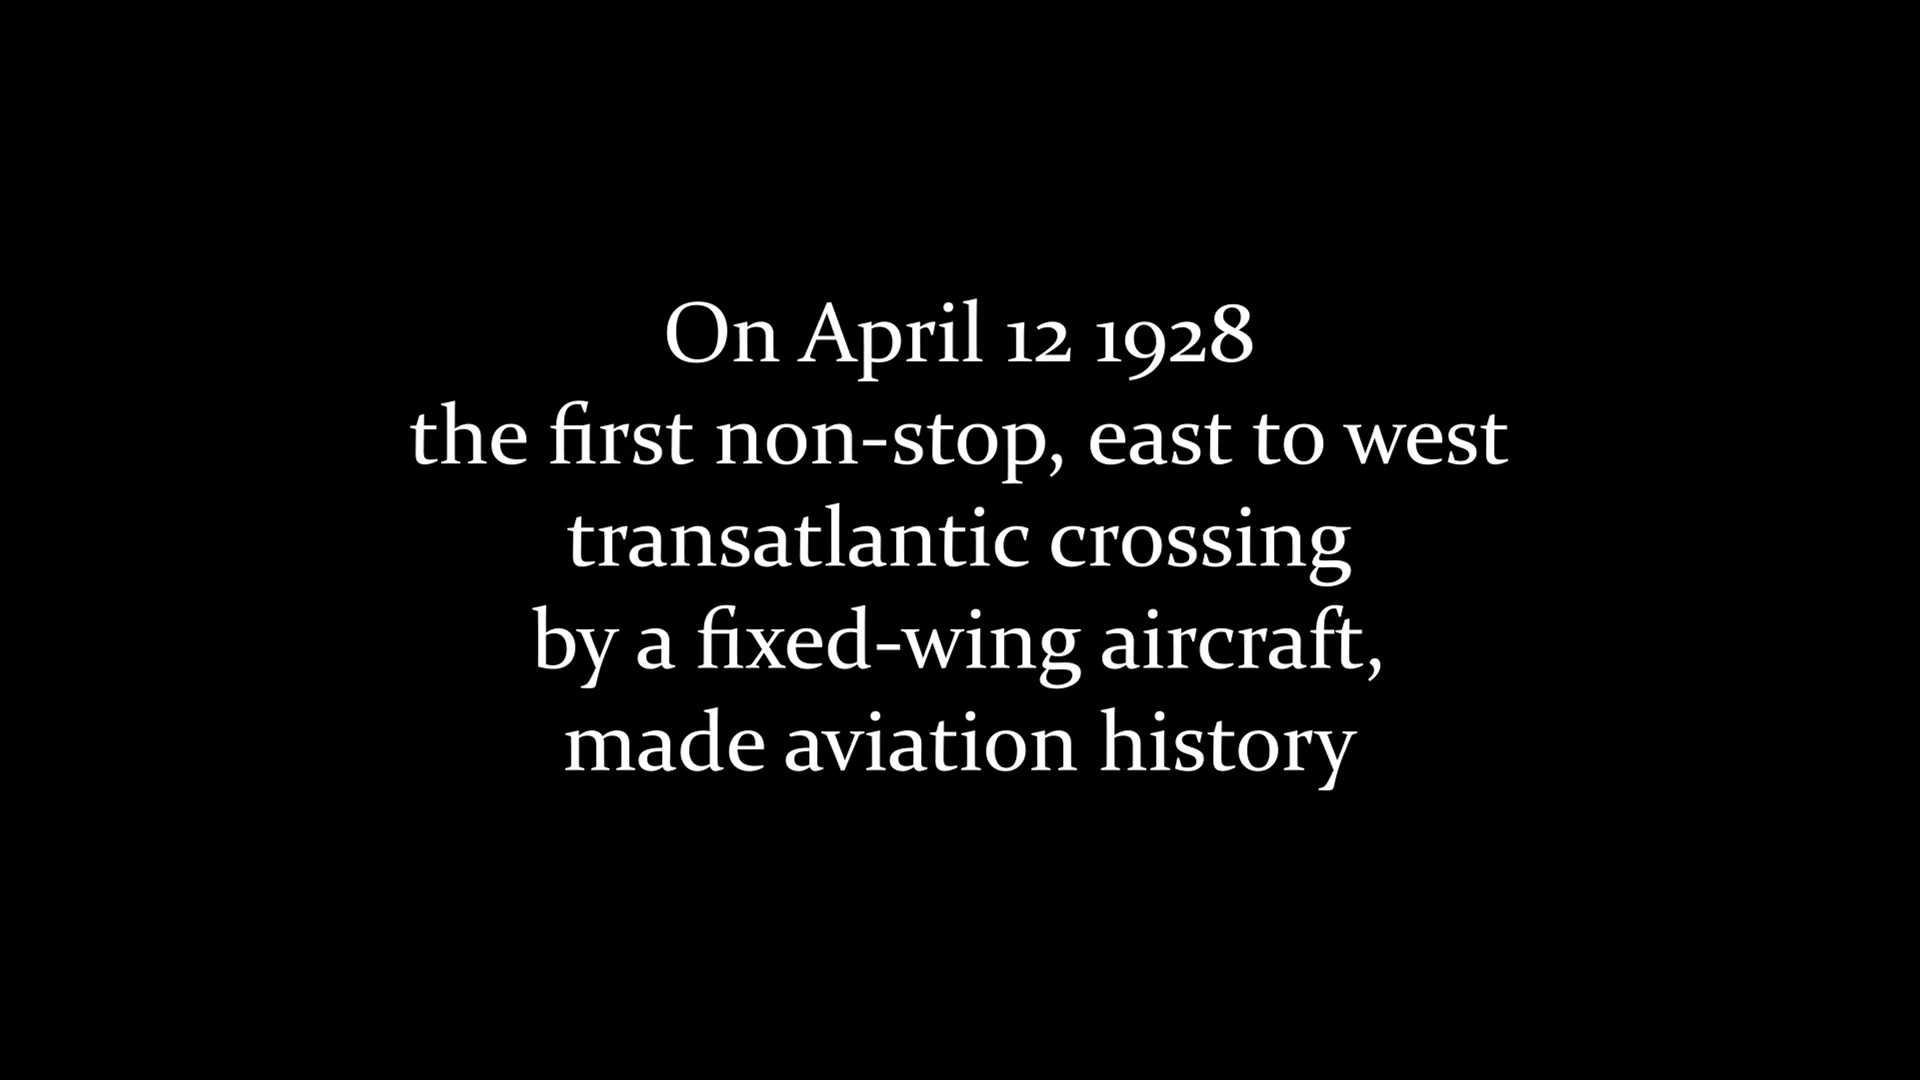 On April 12 1928
the first non-stop, east to west
transatlantic crossing
by a fixed-wing aircraft,
made aviation history